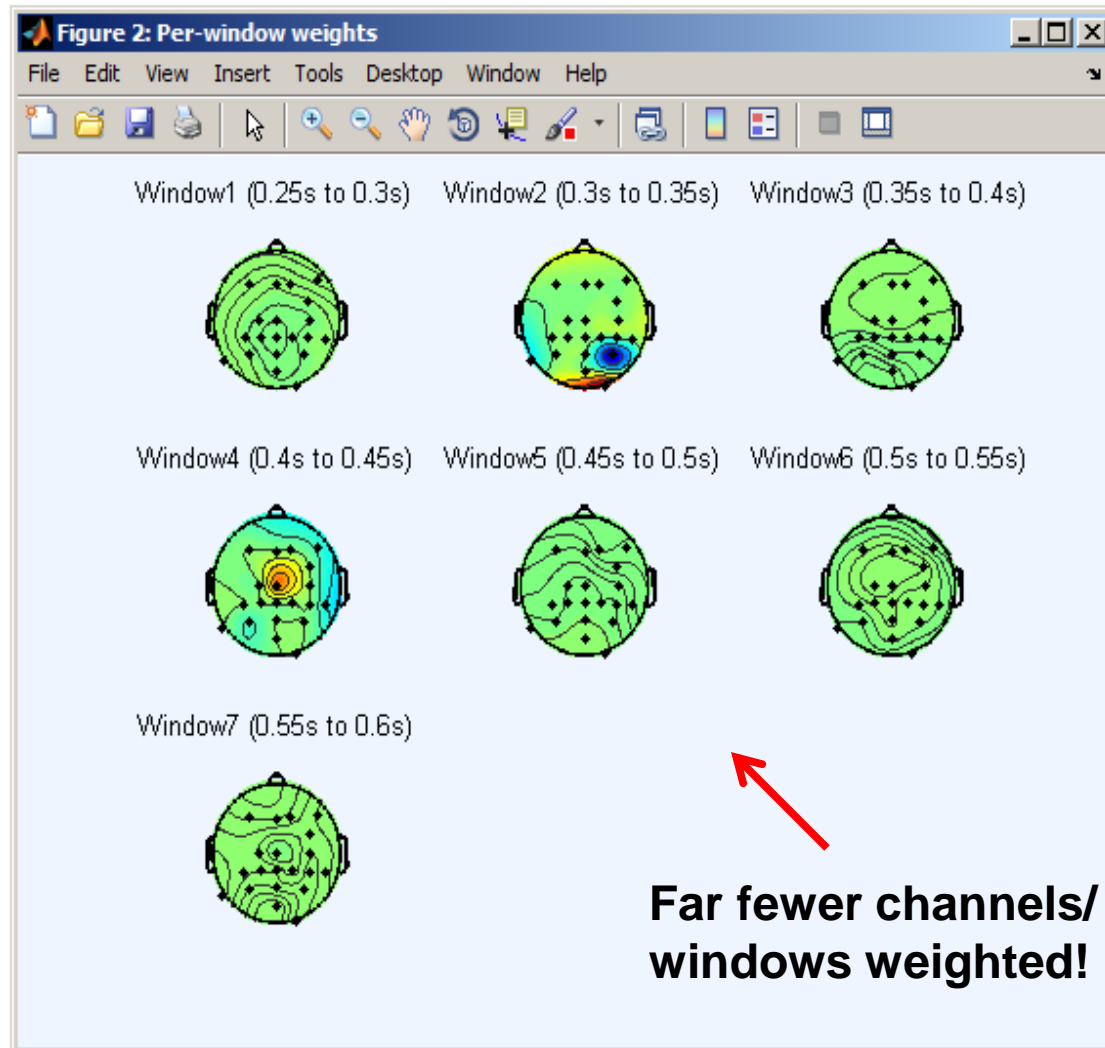 Figure 2: Per-window weights
File Edit View Insert Tools Desktop Window Help
Window1 (0.25s to 0.3s) Window2 (0.3s to 0.35s) Window3 (0.35s to 0.4s)
Window4 (0.4s to 0.45s) Window5 (0.45s to 0.5s) Window6 (0.5s to 0.55s)
Window7 (0.55s to 0.6s)
Far fewer channels/
windows weighted!